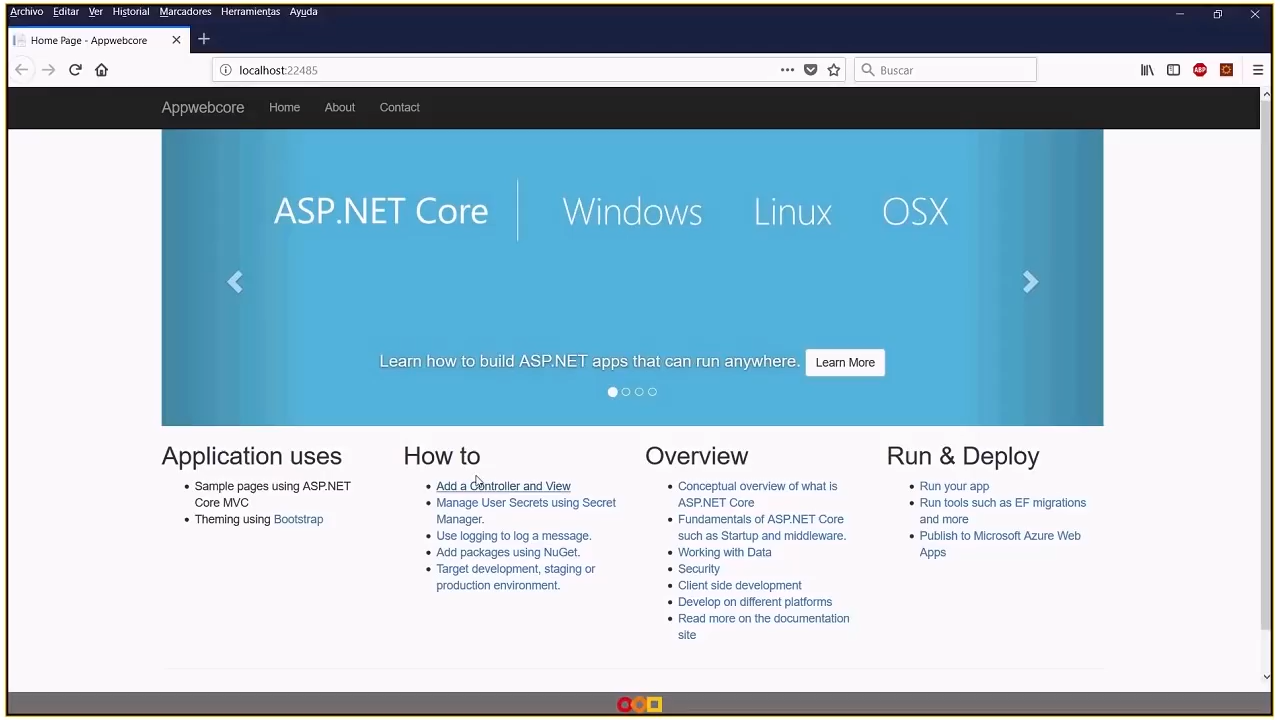 Archivo Editar Ver Historial Marcadores Herramientas Ayuda
Home Page - Appwebcore
localhost:22485
Buscar
ABP
Appwebcore Home About Contact
ASP.NET Core Windows Linux OSX
Learn how to build ASP.NET apps that can run anywhere. Learn More
Application uses
Sample pages using ASP.NET
Core MVC
Theming using Bootstrap
How to
Add a Controller and View
Manage User Secrets using Secret
Manager.
Use logging to log a message.
Add packages using NuGet.
Target development, staging or
production environment.
Overview
Conceptual overview of what is
ASP.NET Core
Fundamentals of ASP.NET Core
such as Startup and middleware.
Working with Data
Security
Client side development
Develop on different platforms
Read more on the documentation
site
Run & Deploy
Run your app
Run tools such as EF migrations
and more
Publish to Microsoft Azure Web
Apps